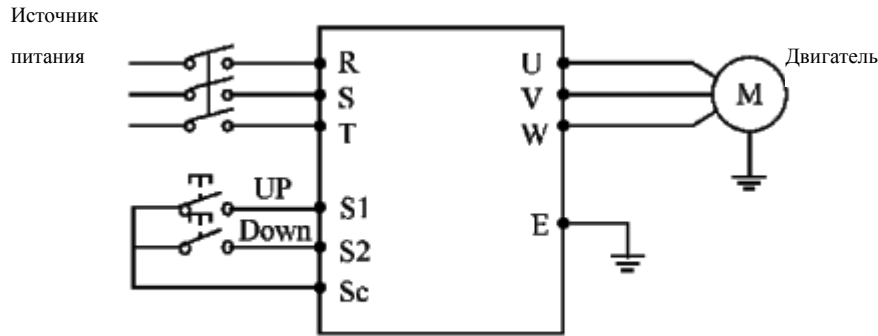 Источник
питания
Двигатель
R
S
T
U
V
W
M
UP
Down
S1
S2
Sc
E